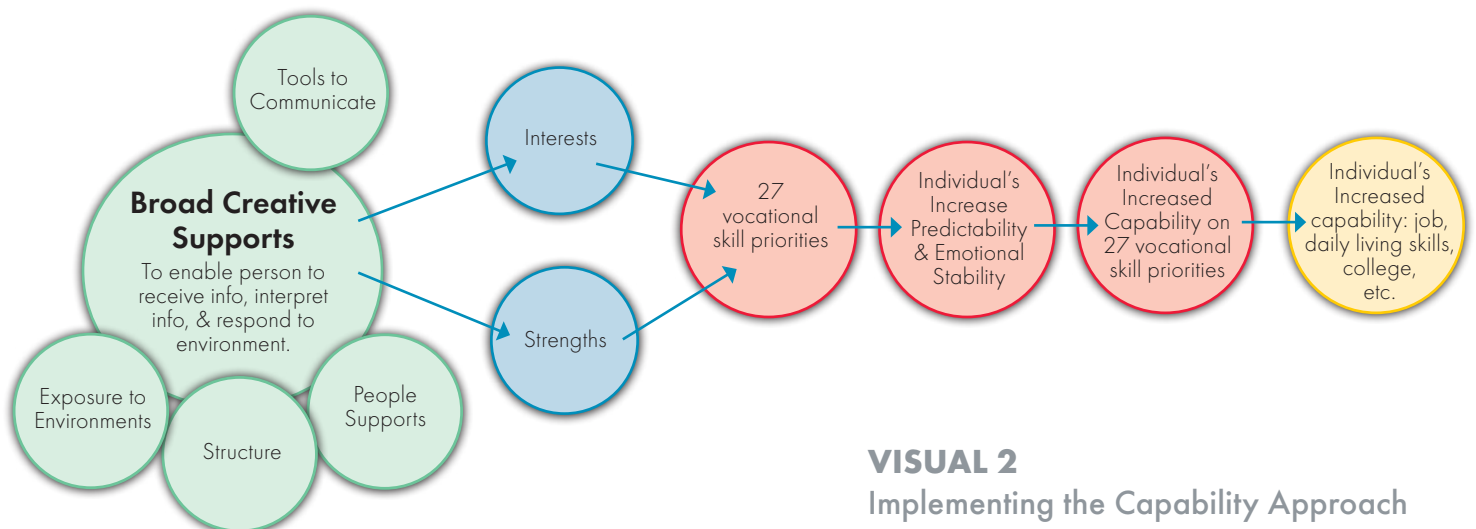 Tools to
Communicate
Broad Creative
Supports
To enable person to
receive info, interpret
info, & respond to
environment.
Exposure to
Environments
Structure
People
Supports
Interests
Strengths
27
vocational
skill priorities
Individual’s
Increase
Predictability
& Emotional
Stability
Individual’s
Increased
Capability on
27 vocational
skill priorities
Individual’s
Increased
capability: job,
daily living skills,
college,
etc.
VISUAL 2
Implementing the Capability Approach